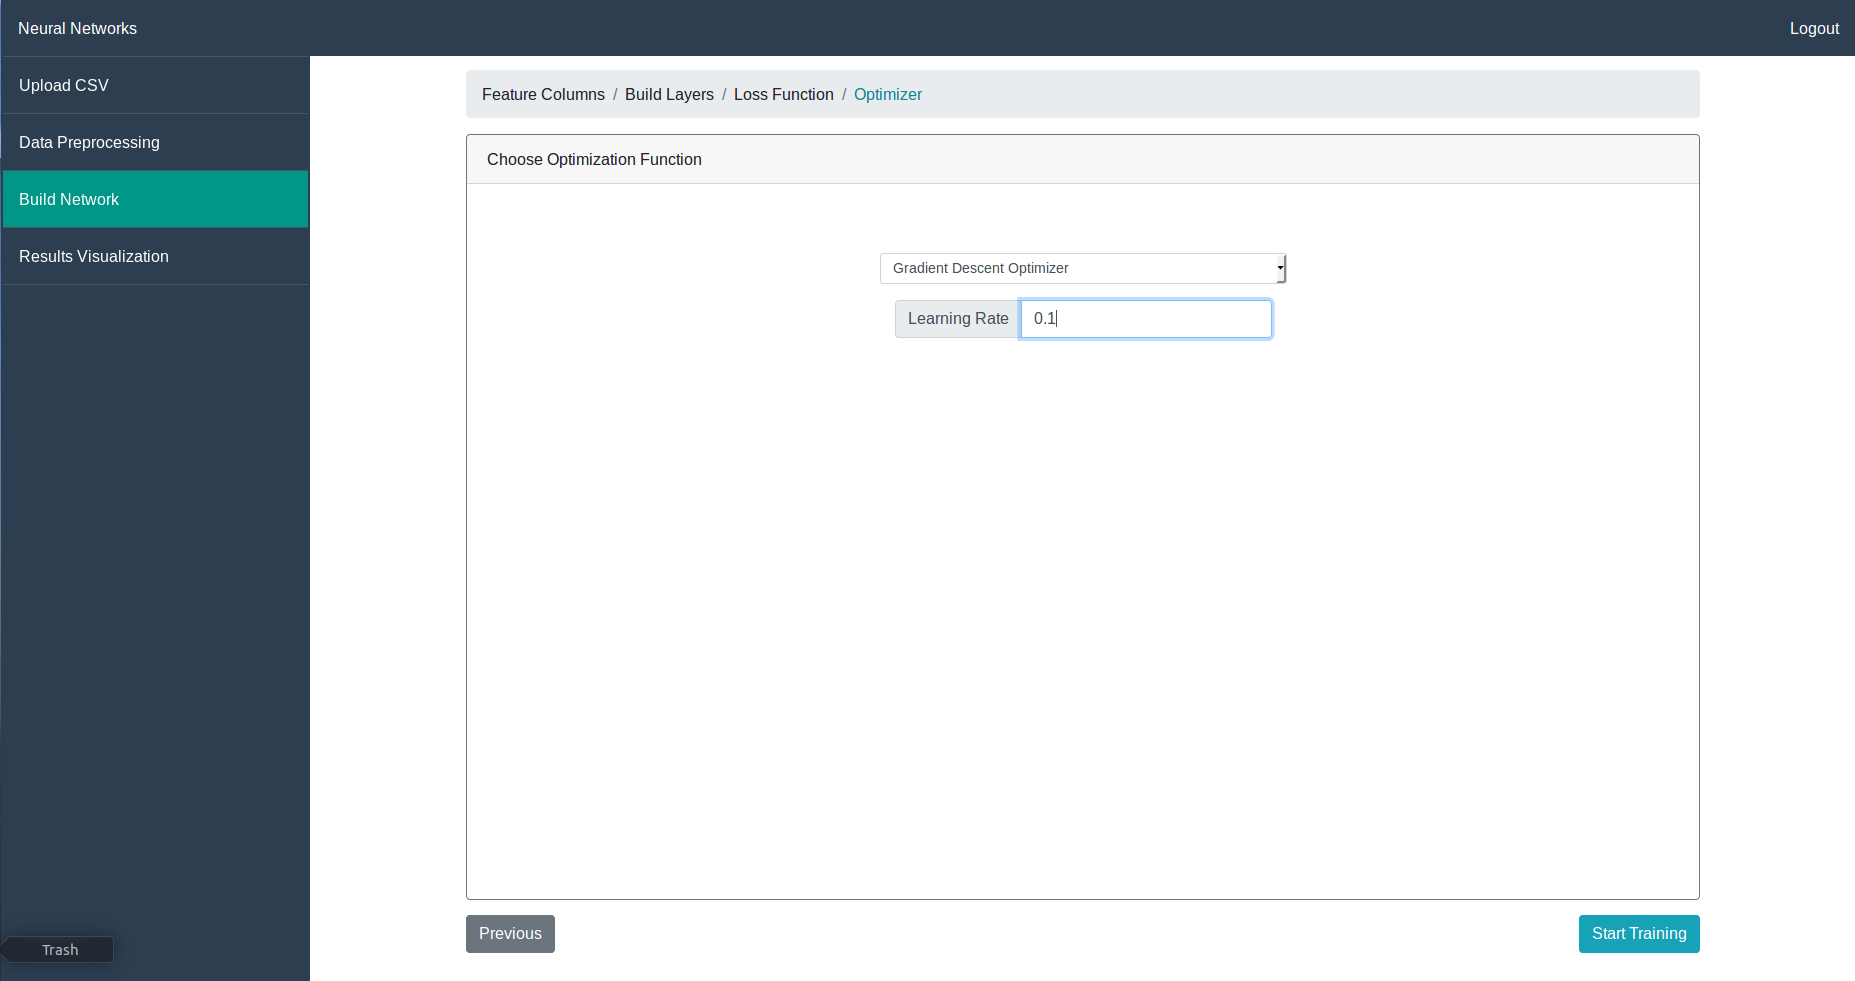 Neural Networks
Logout
Upload CSV
Data Preprocessing
Build Network
Results Visualization
Feature Columns / Build Layers / Loss Function / Optimizer
Choose Optimization Function
Gradient Descent Optimizer
Learning Rate 0.1
Previous
Start Training
Trash